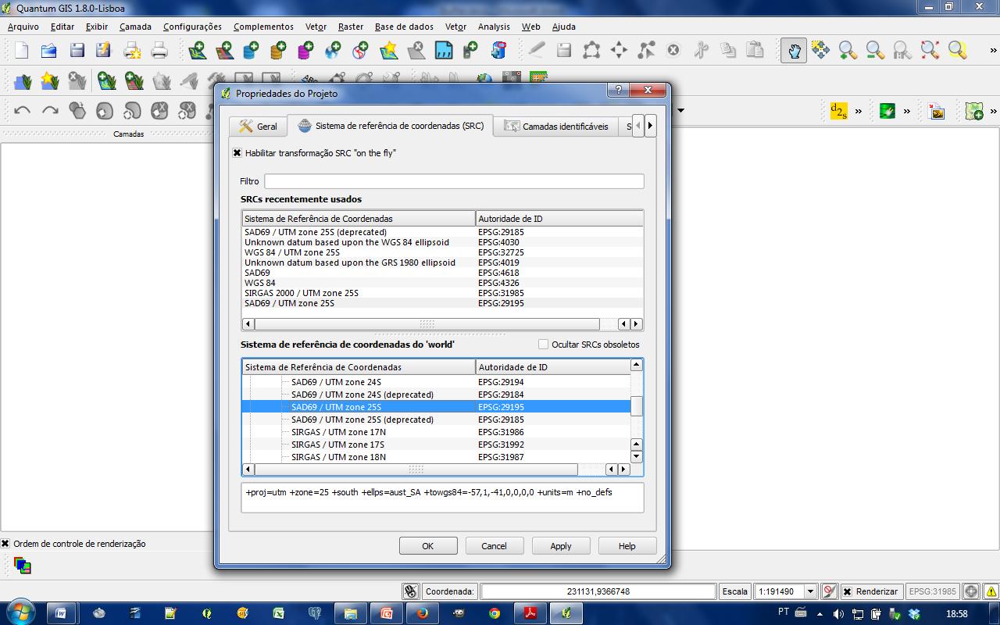 Quantum GIS 1.8.0-Lisboa
Arquivo Editar Exibir Camada Configurações Complementos Vetor Raster Base de dados Vetor Analysis Web Ajuda
Propriedades do Projeto
Camadas
Geral Sistema de referência de coordenadas (SRC) Camadas identificáveis S
Habilitar transformação SRC "on the fly"
Filtro
SRCs recentemente usados
Sistema de Referência de Coordenadas Autoridade de ID
SAD69 / UTM zone 25S (deprecated) EPSG:29185
Unknown datum based upon the WGS 84 ellipsoid EPSG:4030
WGS 84 / UTM zone 25S EPSG:32725
Unknown datum based upon the GRS 1980 ellipsoid EPSG:4019
SAD69 EPSG:4618
WGS 84 EPSG:4326
SIRGAS 2000 / UTM zone 25S EPSG:31985
SAD69 / UTM zone 25S EPSG:29195
Sistema de referência de coordenadas do 'world' Ocultar SRCs obsoletos
Sistema de Referência de Coordenadas Autoridade de ID
SAD69 / UTM zone 24S EPSG:29194
SAD69 / UTM zone 24S (deprecated) EPSG:29184
SAD69 / UTM zone 25S EPSG:29195
SAD69 / UTM zone 25S (deprecated) EPSG:29185
SIRGAS / UTM zone 17N EPSG:31986
SIRGAS / UTM zone 17S EPSG:31992
SIRGAS / UTM zone 18N EPSG:31987
+proj=utm +zone=25 +south +ellps=aust_SA +towgs84=-57,1,-41,0,0,0,0 +units=m +no_defs
OK Cancel Apply Help
Ordem de controle de renderização
Coordenada: 231131,9366748 Escala 1:191490 Renderizar EPSG:31985
PT 18:58